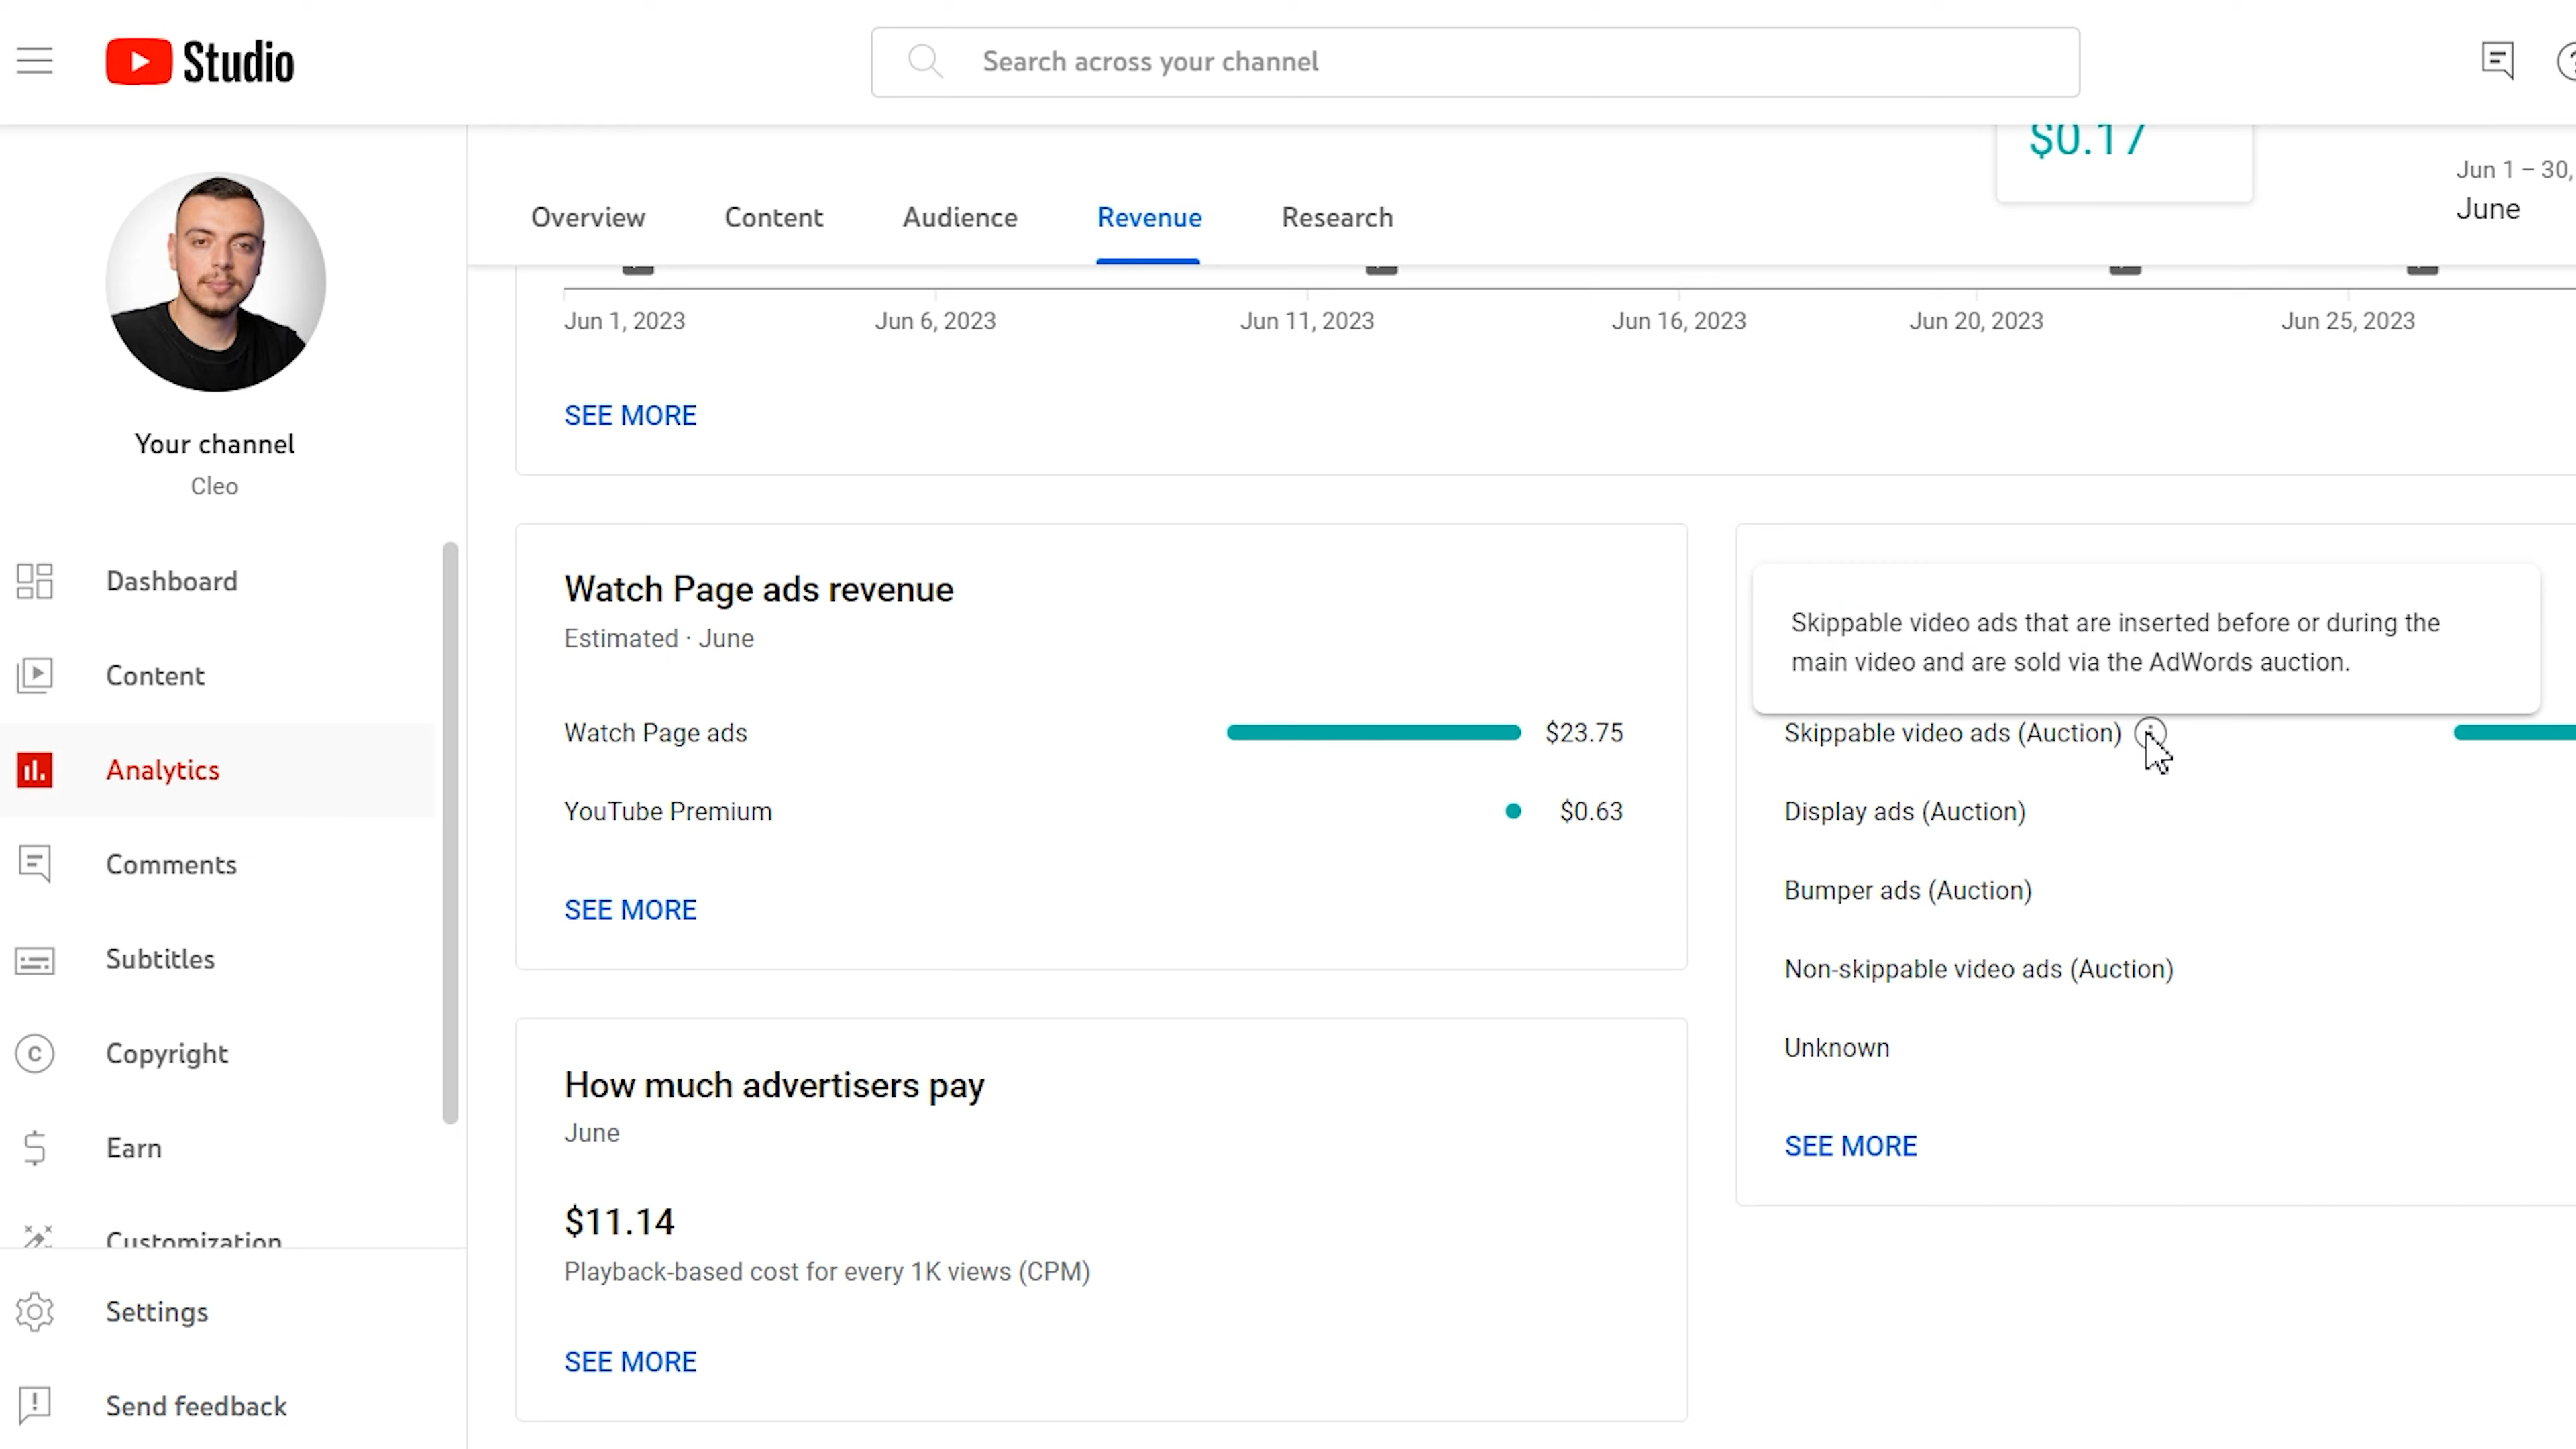 Studio
Search across your channel
$0.17
Jun 1 – 30,
June
Overview
Content
Audience
Revenue
Research
Jun 1, 2023
Jun 6, 2023
Jun 11, 2023
Jun 16, 2023
Jun 20, 2023
Jun 25, 2023
SEE MORE
Your channel
Cleo
Dashboard
Content
Analytics
Comments
Subtitles
Copyright
Earn
Customization
Settings
Send feedback
Watch Page ads revenue
Estimated · June
Watch Page ads
$23.75
YouTube Premium
$0.63
SEE MORE
How much advertisers pay
June
$11.14
Playback-based cost for every 1K views (CPM)
SEE MORE
Skippable video ads that are inserted before or during the
main video and are sold via the AdWords auction.
Skippable video ads (Auction)
Display ads (Auction)
Bumper ads (Auction)
Non-skippable video ads (Auction)
Unknown
SEE MORE